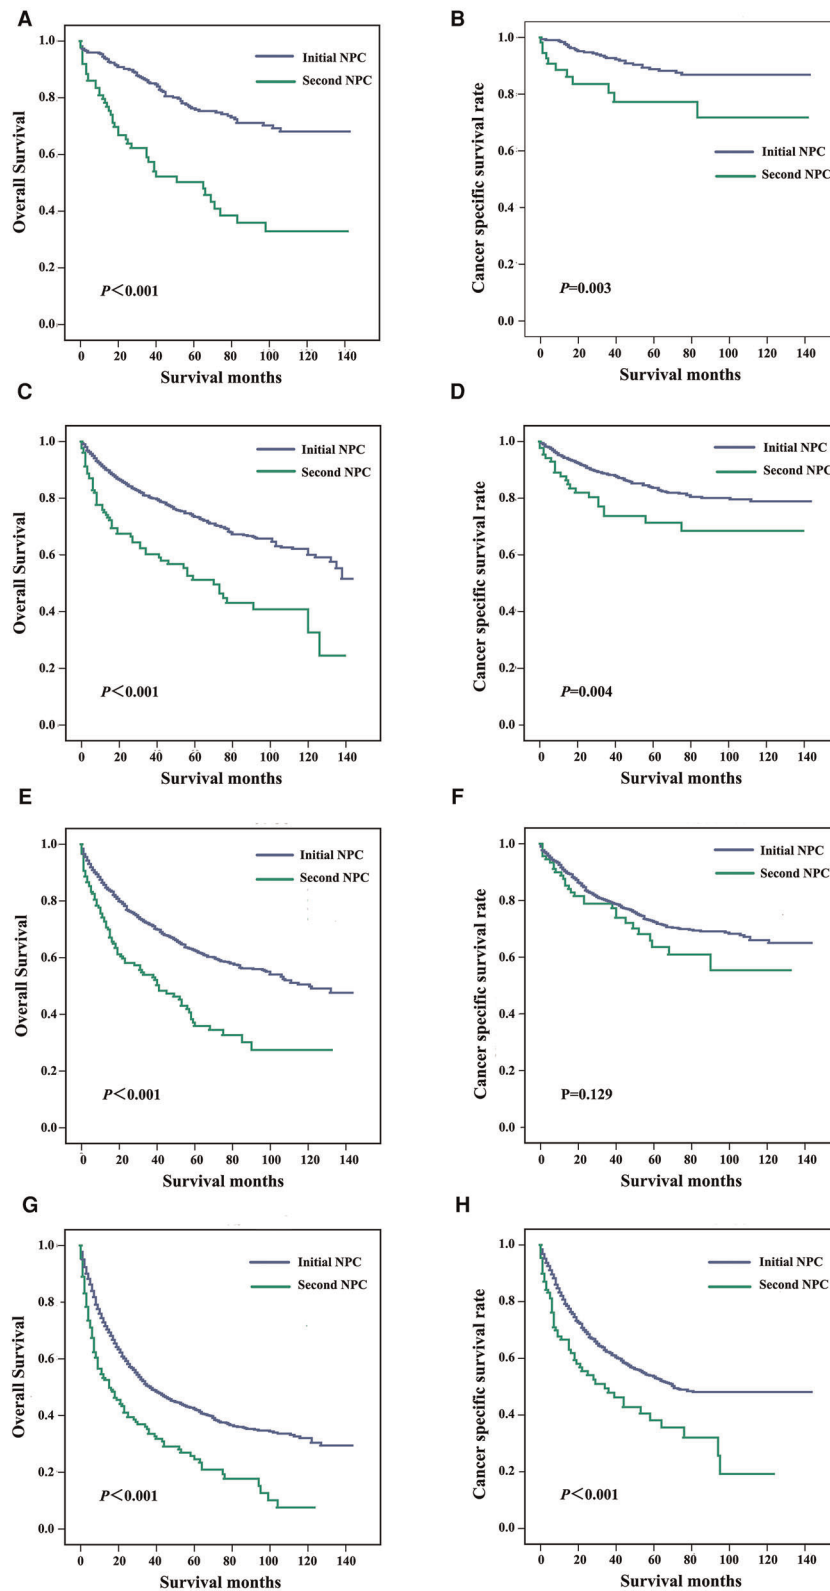 A
Overall Survival
1.0
0.8
0.6
0.4
0.2
0.0
Initial NPC
Second NPC
P<0.001
0 20 40 60 80 100 120 140
Survival months
B
Cancer specific survival rate
1.0
0.8
0.6
0.4
0.2
0.0
Initial NPC
Second NPC
P=0.003
0 20 40 60 80 100 120 140
Survival months
C
Overall Survival
1.0
0.8
0.6
0.4
0.2
0.0
Initial NPC
Second NPC
P<0.001
0 20 40 60 80 100 120 140
Survival months
D
Cancer specific survival rate
1.0
0.8
0.6
0.4
0.2
0.0
Initial NPC
Second NPC
P=0.004
0 20 40 60 80 100 120 140
Survival months
E
Overall Survival
1.0
0.8
0.6
0.4
0.2
0.0
Initial NPC
Second NPC
P<0.001
0 20 40 60 80 100 120 140
Survival months
F
Cancer specific survival rate
1.0
0.8
0.6
0.4
0.2
0.0
Initial NPC
Second NPC
P=0.129
0 20 40 60 80 100 120 140
Survival months
G
Overall Survival
1.0
0.8
0.6
0.4
0.2
0.0
Initial NPC
Second NPC
P<0.001
0 20 40 60 80 100 120 140
Survival months
H
Cancer specific survival rate
1.0
0.8
0.6
0.4
0.2
0.0
Initial NPC
Second NPC
P<0.001
0 20 40 60 80 100 120 140
Survival months